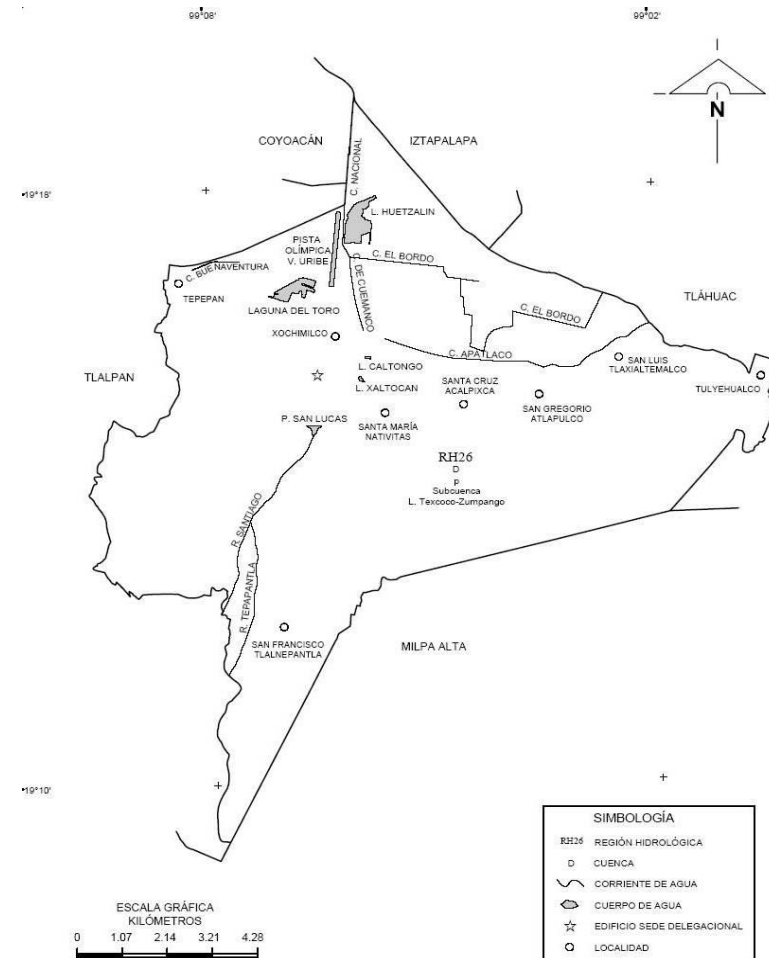 99°08'
99°02'
N
COYOACÁN
IZTAPALAPA
C. NACIONAL
19°18'
L. HUETZALIN
PISTA
OLÍMPICA
V. URIBE
C. EL BORDO
C. BUENAVENTURA
C. DE CUEMANCO
TEPEPAN
LAGUNA DEL TORO
C. EL BORDO
TLÁHUAC
XOCHIMILCO
C. APATLACO
SAN LUIS
TLAXIALTEMALCO
TLALPAN
L. CALTONGO
L. XALTOCAN
SANTA CRUZ
ACALPIXCA
TULYEHUALCO
SAN GREGORIO
ATLAPULCO
P. SAN LUCAS
SANTA MARÍA
NATIVITAS
RH26
D
p
Subcuenca
L. Texcoco-Zumpango
R. SANTIAGO
R. TEPAPANTLA
SAN FRANCISCO
TLALNEPANTLA
MILPA ALTA
19°10'
SIMBOLOGÍA
RH26 REGIÓN HIDROLÓGICA
D CUENCA
CORRIENTE DE AGUA
CUERPO DE AGUA
EDIFICIO SEDE DELEGACIONAL
LOCALIDAD
ESCALA GRÁFICA
KILÓMETROS
0 1.07 2.14 3.21 4.28